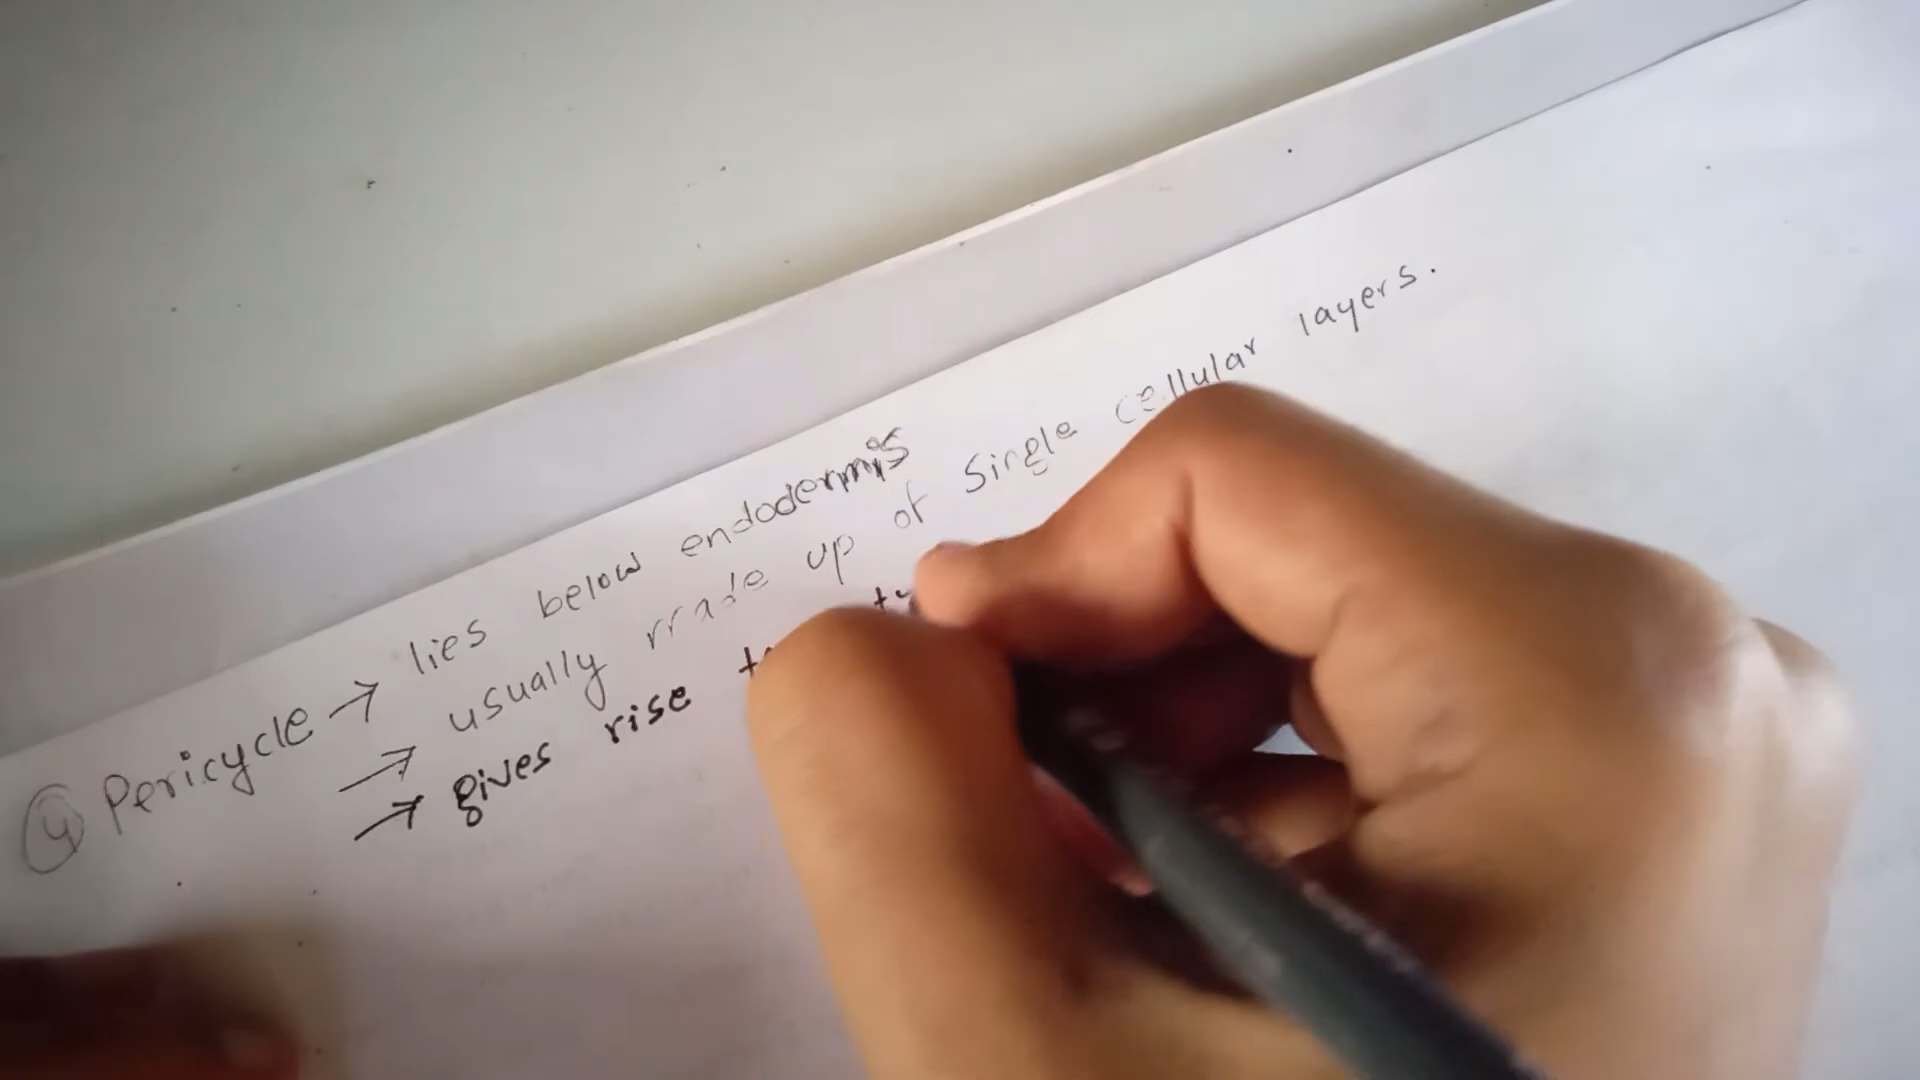 ④ Pericycle → lies below endodermis
→ usually made up of Single cellular layers.
→ gives rise